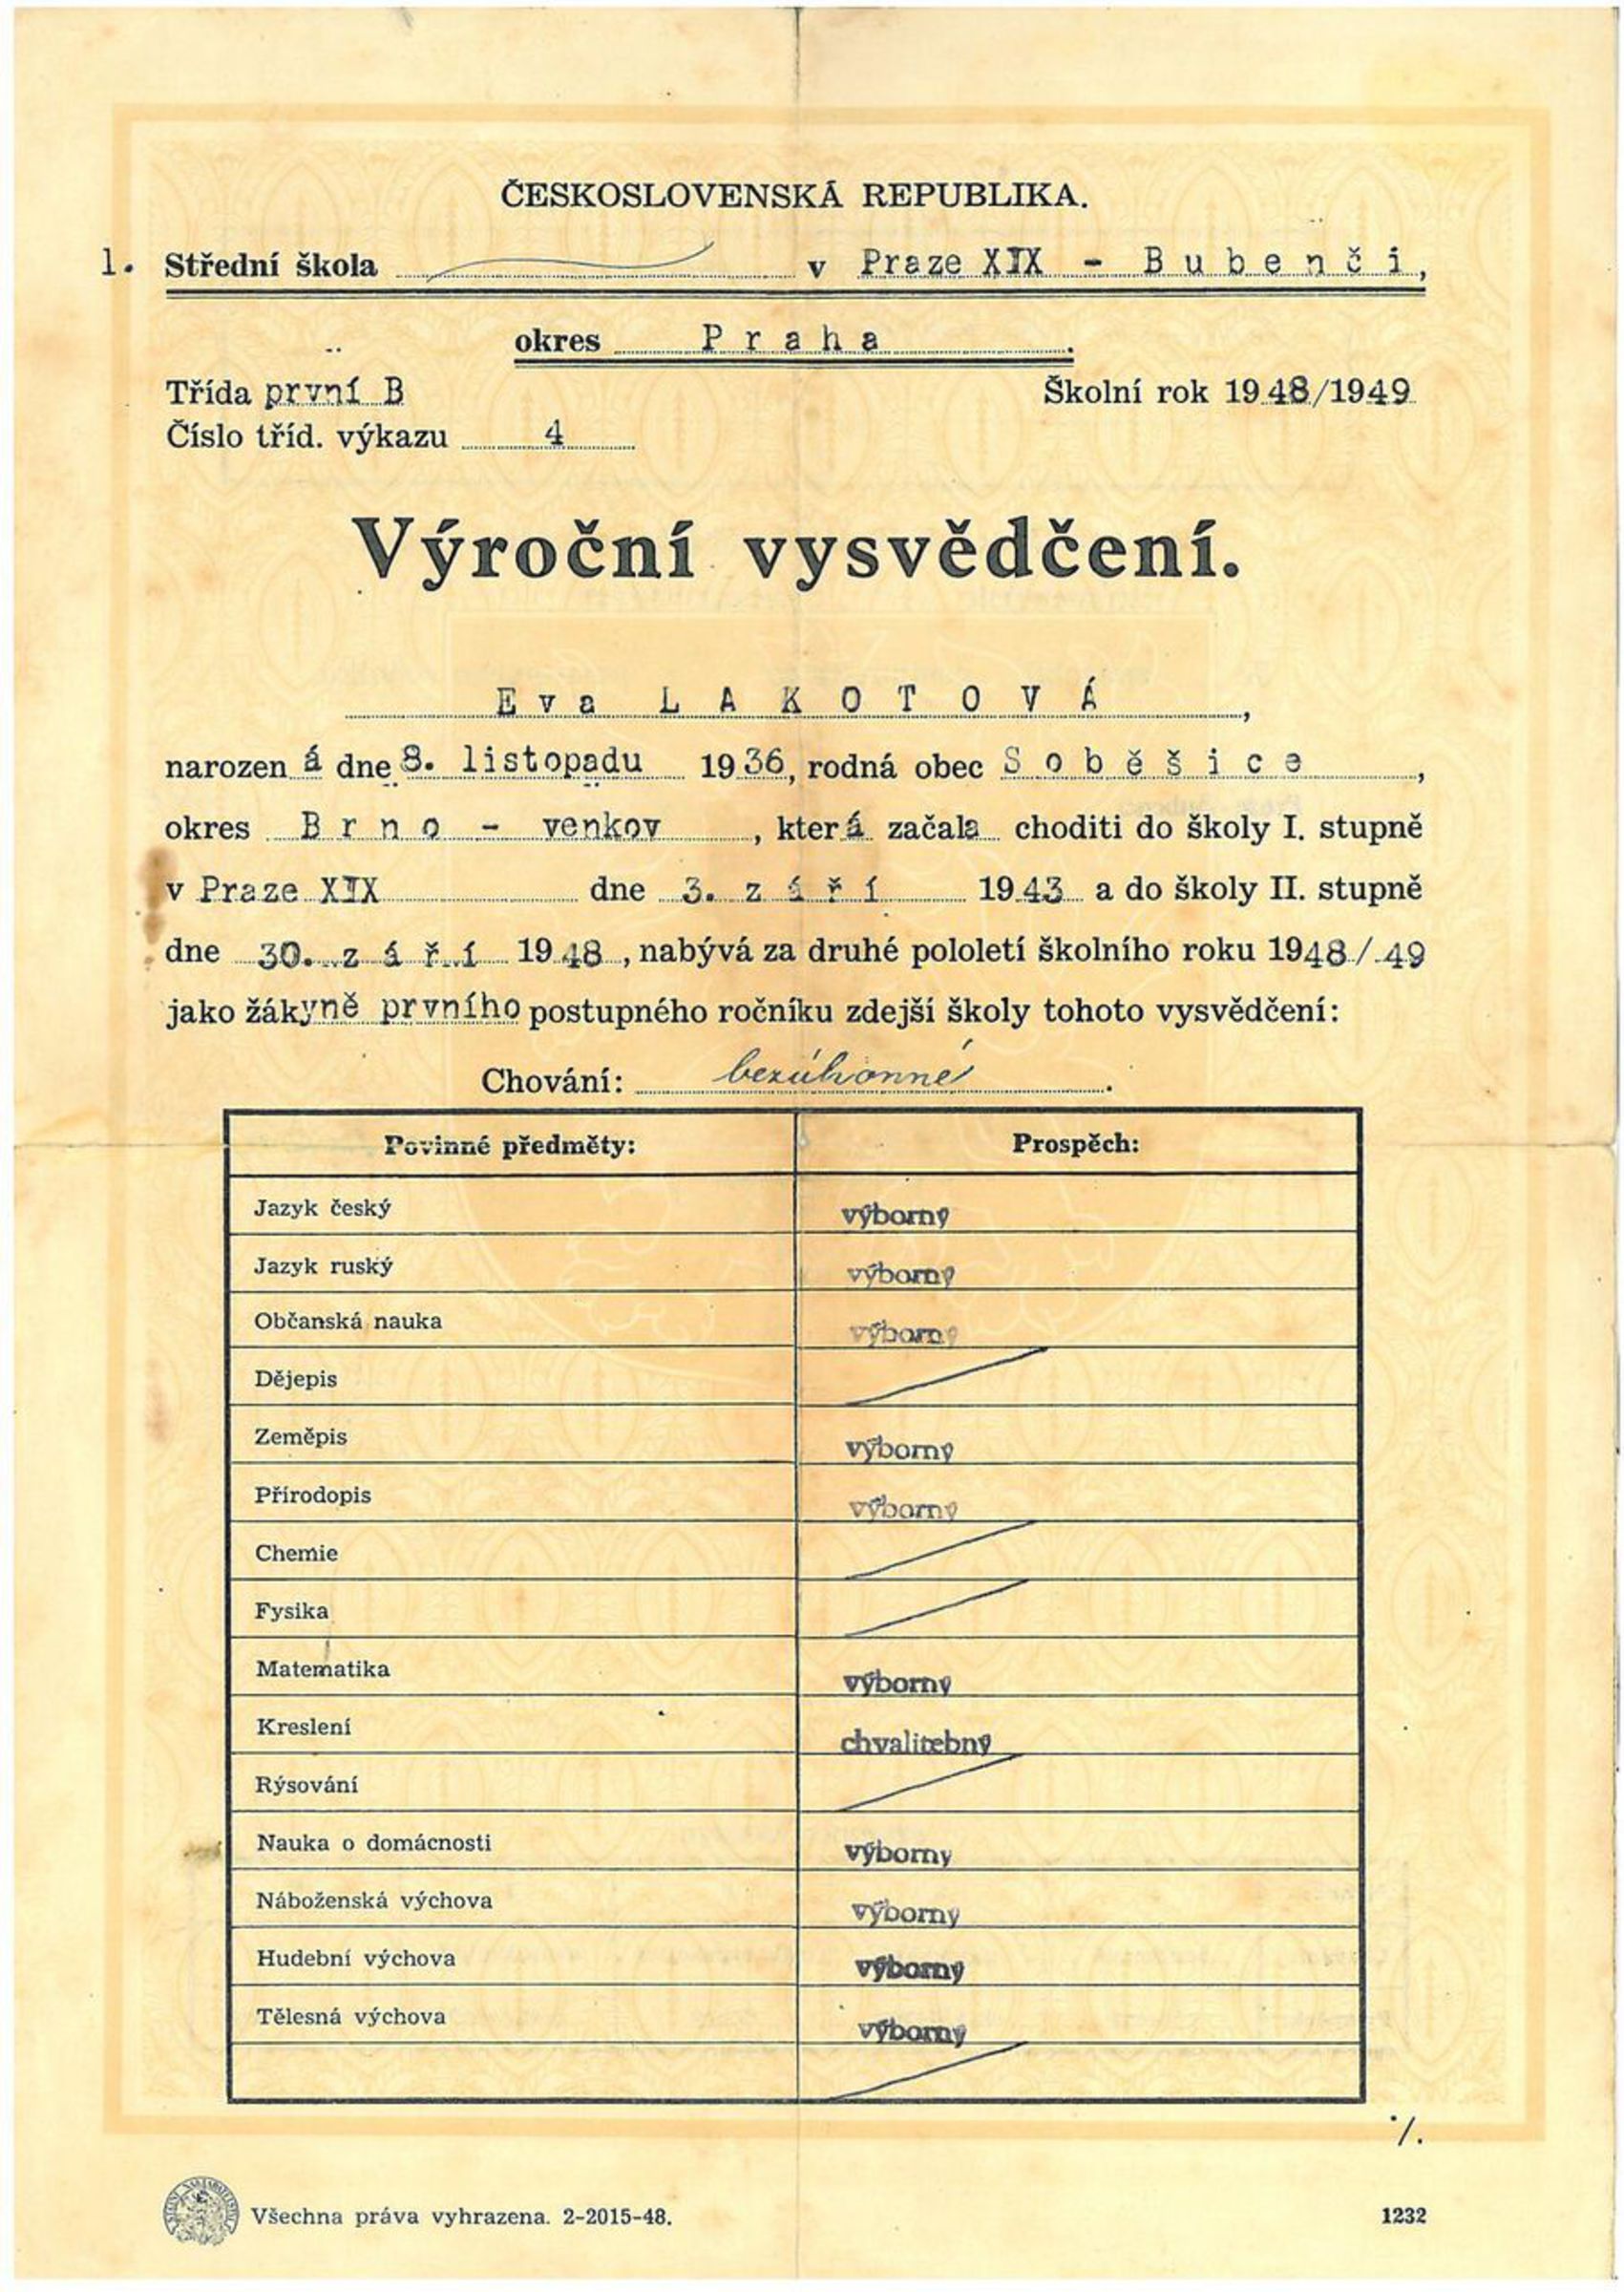 ČESKOSLOVENSKÁ REPUBLIKA.
1. Střední škola v Praze XIX - Bubenči,
okres Praha.
Třída první B Školní rok 1948/1949
Číslo tříd. výkazu 4
Výroční vysvědčení.
Eva LAKOTOVÁ,
narozená dne 8. listopadu 1936, rodná obec Soběšice,
okres Brno - venkov, která začala choditi do školy I. stupně
v Praze XIX dne 3. září 1943 a do školy II. stupně
dne 30. září 1948, nabývá za druhé pololetí školního roku 1948/49
jako žákyně prvního postupného ročníku zdejší školy tohoto vysvědčení:
Chování: bezúhonné.
Povinné předměty: Prospěch:
Jazyk český výborný
Jazyk ruský výborný
Občanská nauka výborný
Dějepis
Zeměpis výborný
Přírodopis výborný
Chemie
Fysika
Matematika výborný
Kreslení chvalitebný
Rýsování
Nauka o domácnosti výborný
Náboženská výchova výborný
Hudební výchova výborný
Tělesná výchova výborný
./.
Všechna práva vyhrazena. 2-2015-48. 1232